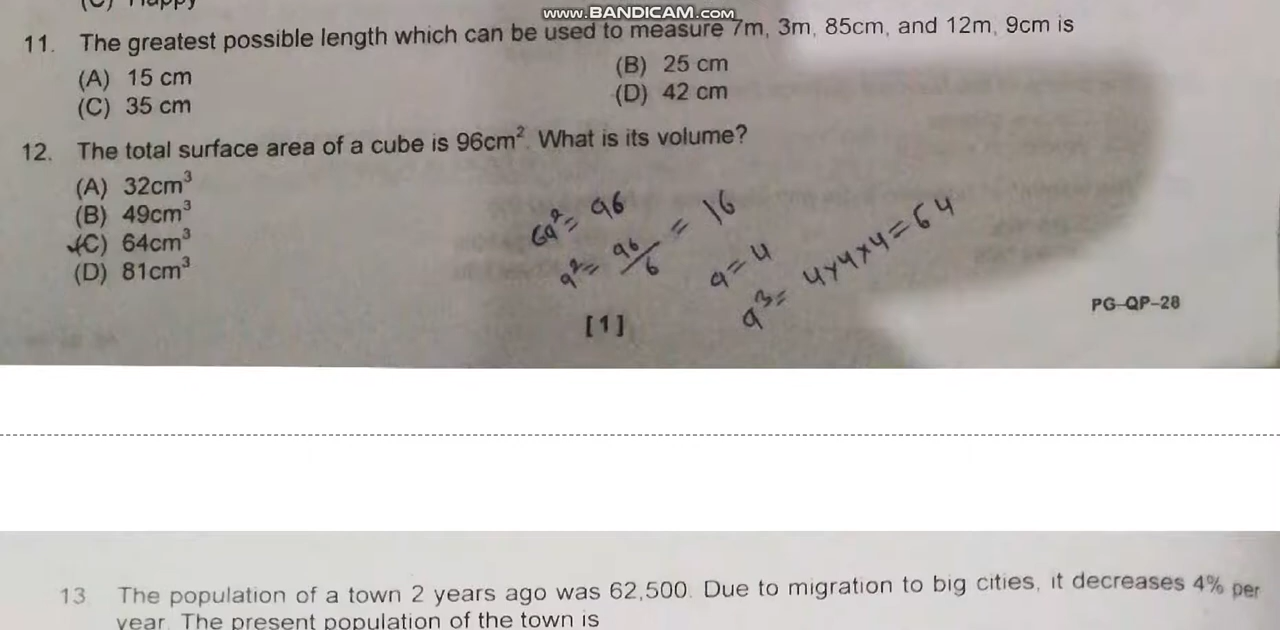 (C) Happy
www.BANDICAM.com
11. The greatest possible length which can be used to measure 7m, 3m, 85cm, and 12m, 9cm is
(A) 15 cm
(B) 25 cm
(C) 35 cm
(D) 42 cm
12. The total surface area of a cube is 96cm². What is its volume?
(A) 32cm³
(B) 49cm³
(C) 64cm³
(D) 81cm³
6a² = 96
a² = 96/6 = 16
a = 4
a³ = 4×4×4=64
[1]
PG-QP-28
13 The population of a town 2 years ago was 62,500. Due to migration to big cities, it decreases 4% per
year. The present population of the town is